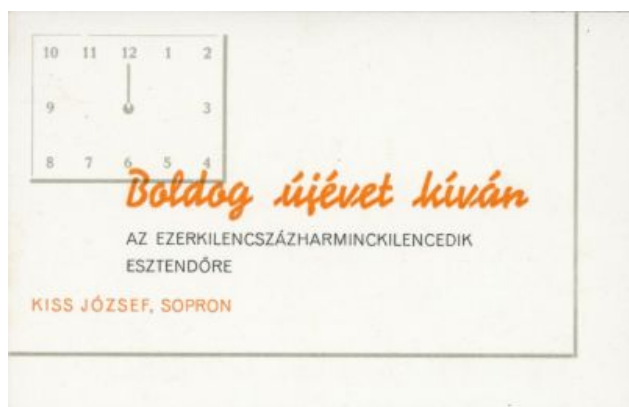 10 11 12 1 2
9 3
8 7 6 5 4
Boldog újévet kíván
AZ EZERKILENCSZÁZHARMINCKILENCEDIK
ESZTENDŐRE
KISS JÓZSEF, SOPRON